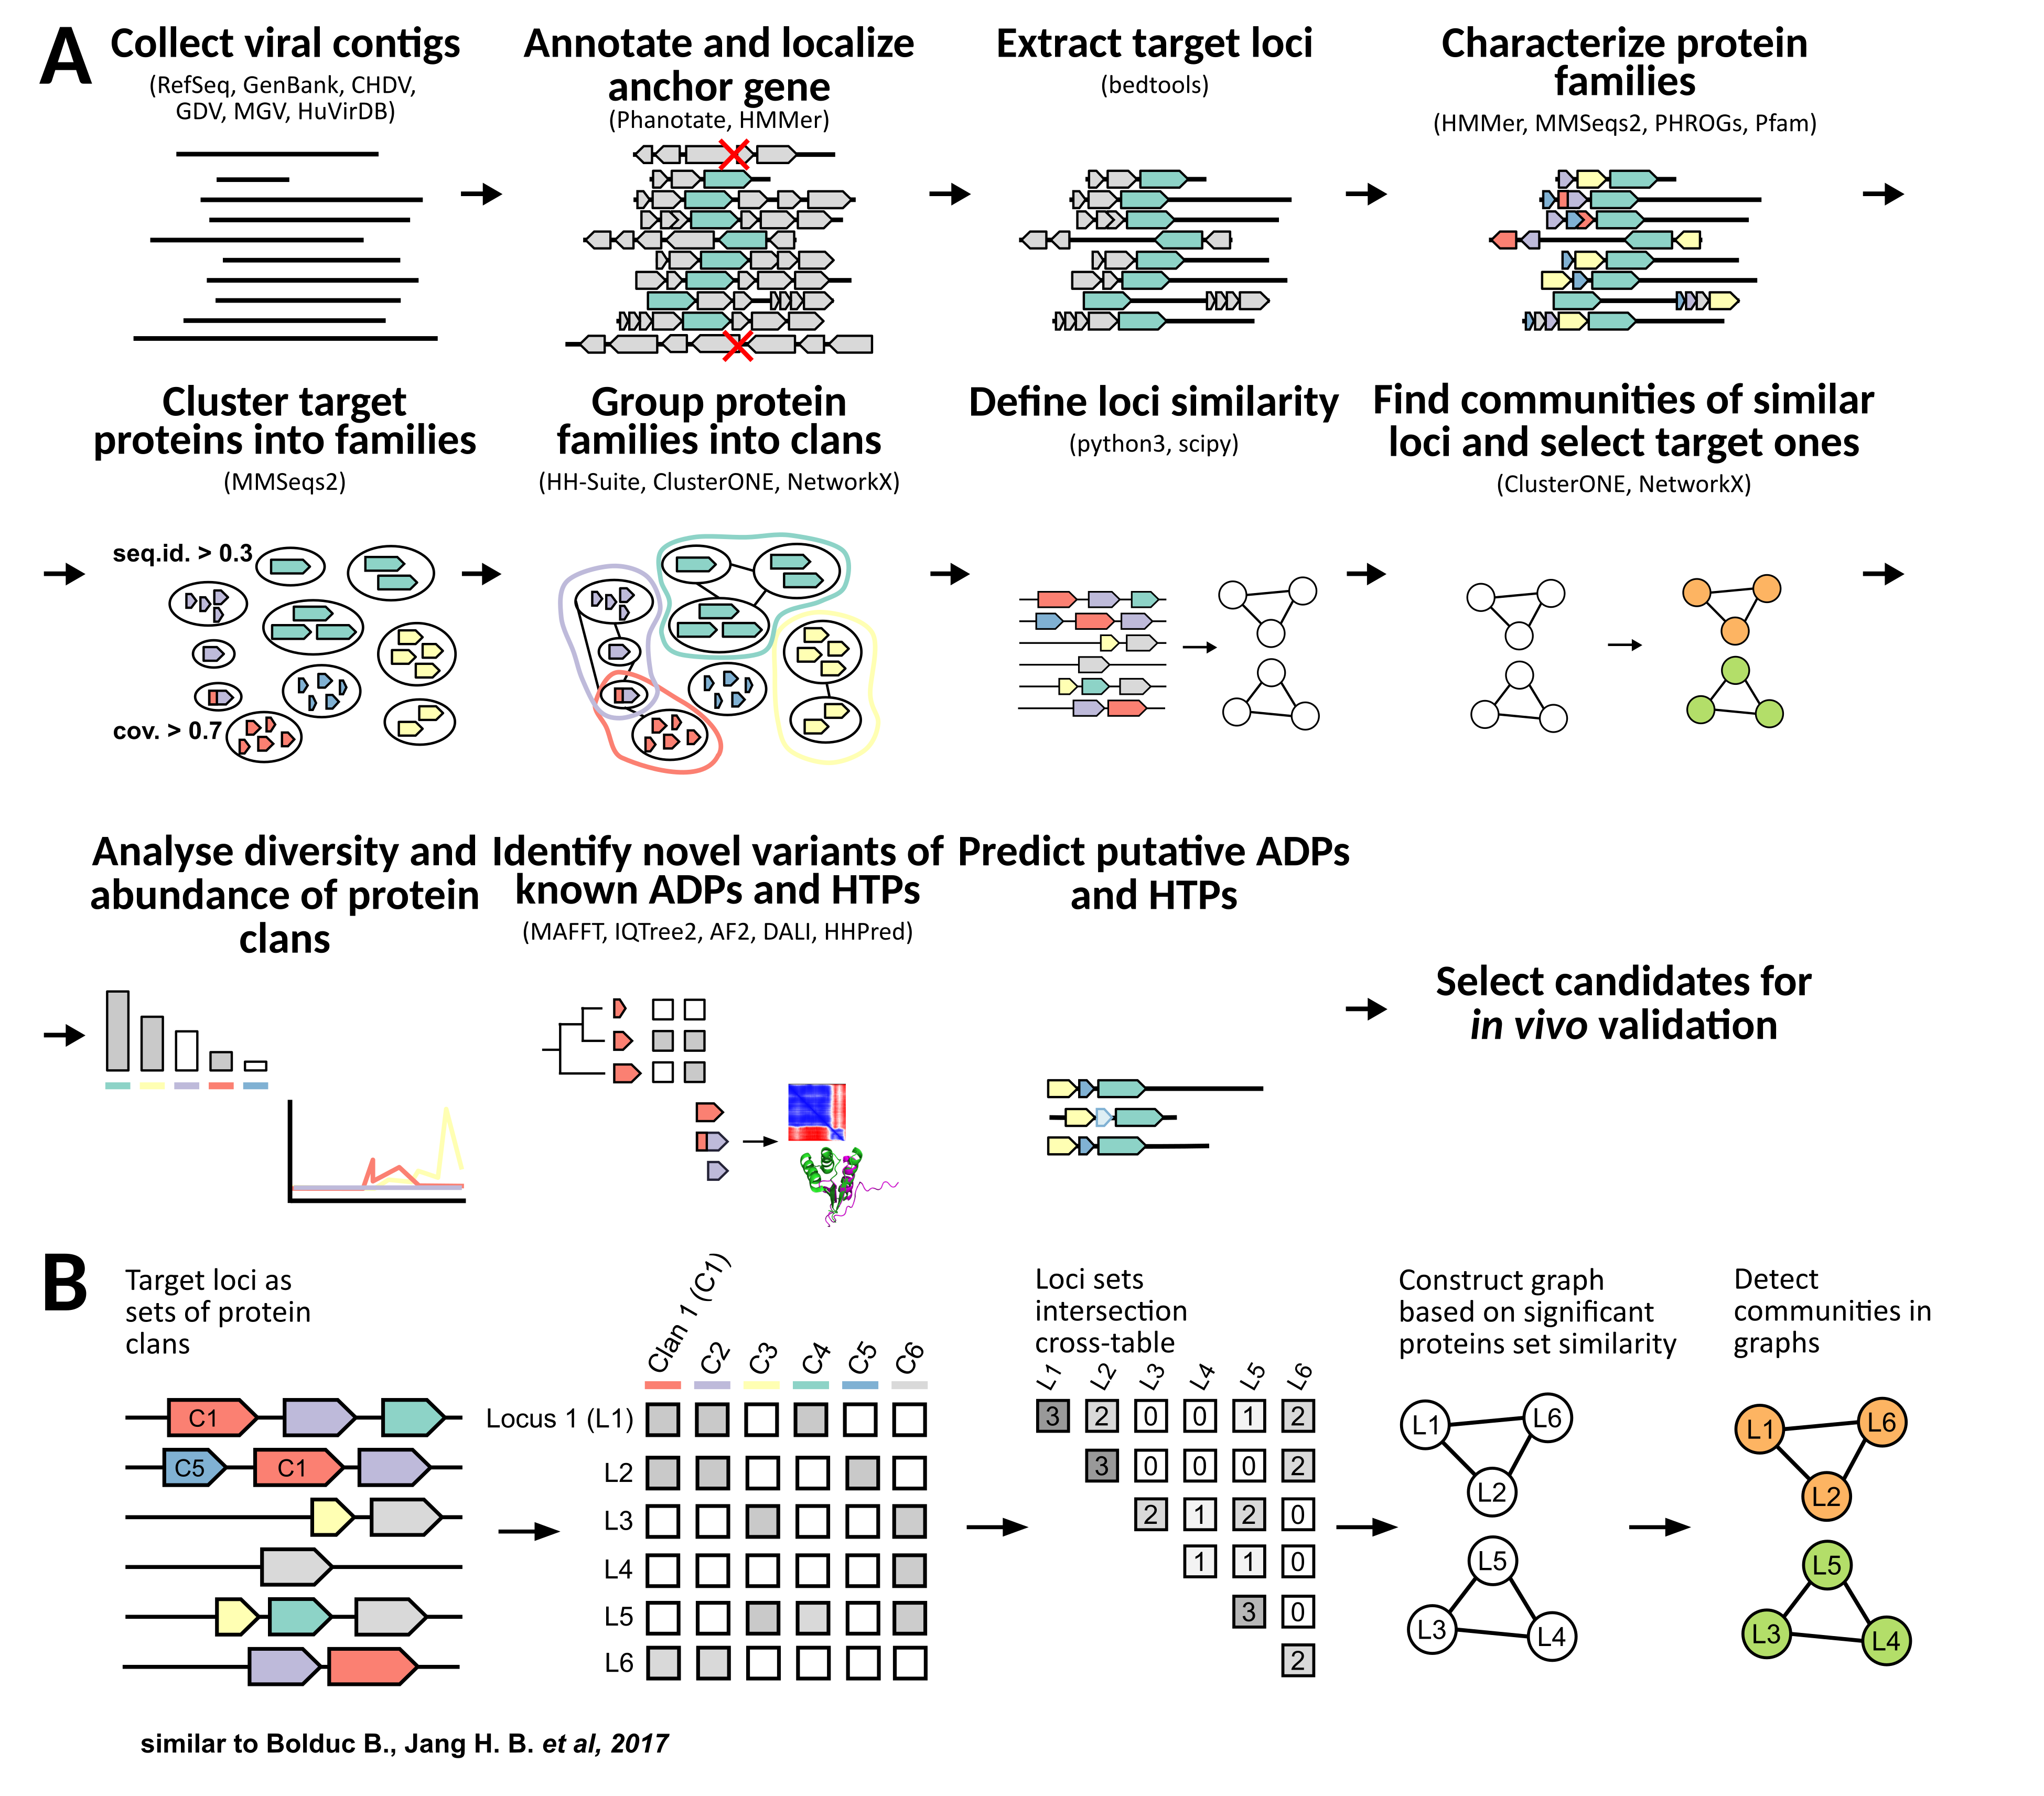 A
Collect viral contigs
(RefSeq, GenBank, CHDV,
GDV, MGV, HuVirDB)
Annotate and localize
anchor gene
(Phanotate, HMMer)
Extract target loci
(bedtools)
Characterize protein
families
(HMMer, MMSeqs2, PHROGs, Pfam)
Cluster target
proteins into families
(MMSeqs2)
seq.id. > 0.3
cov. > 0.7
Group protein
families into clans
(HH-Suite, ClusterONE, NetworkX)
Define loci similarity
(python3, scipy)
Find communities of similar
loci and select target ones
(ClusterONE, NetworkX)
Analyse diversity and
abundance of protein
clans
Identify novel variants of
known ADPs and HTPs
(MAFFT, IQTree2, AF2, DALI, HHPred)
Predict putative ADPs
and HTPs
Select candidates for
in vivo validation
B
Target loci as
sets of protein
clans
C1
C5 C1
Clan 1 (C1) C2 C3 C4 C5 C6
Locus 1 (L1)
L2
L3
L4
L5
L6
Loci sets
intersection
cross-table
L1 L2 L3 L4 L5 L6
3 2 0 0 1 2
3 0 0 0 2
2 1 2 0
1 1 0
3 0
2
Construct graph
based on significant
proteins set similarity
L1 L6
L2
L5
L3 L4
Detect
communities in
graphs
L1 L6
L2
L5
L3 L4
similar to Bolduc B., Jang H. B. et al, 2017